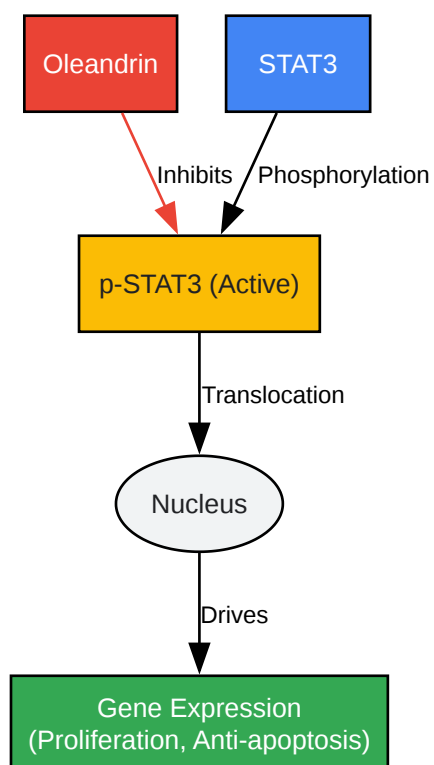 Oleandrin
STAT3
Inhibits
Phosphorylation
p-STAT3 (Active)
Translocation
Nucleus
Drives
Gene Expression
(Proliferation, Anti-apoptosis)